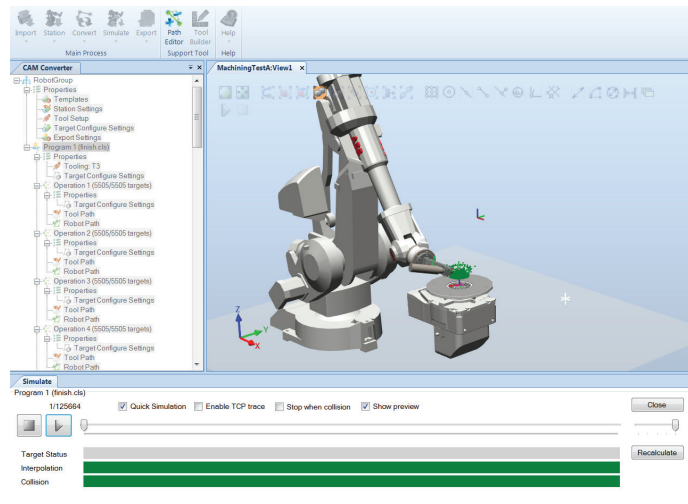 Import Station Convert Simulate Export Path Editor Tool Builder Help
Main Process Support Tool Help
CAM Converter
MachiningTestA:View1
RobotGroup
Properties
Templates
Station Settings
Tool Setup
Target Configure Settings
Export Settings
Program 1 (finish.cls)
Properties
Tooling: T3
Target Configure Settings
Operation 1 (5505/5505 targets)
Properties
Target Configure Settings
Tool Path
Robot Path
Operation 2 (5505/5505 targets)
Properties
Target Configure Settings
Tool Path
Robot Path
Operation 3 (5505/5505 targets)
Properties
Target Configure Settings
Tool Path
Robot Path
Operation 4 (5505/5505 targets)
Properties
Target Configure Settings
Tool Path
Robot Path
Z
Y
X
Simulate
Program 1 (finish.cls)
1/125664 Quick Simulation Enable TCP trace Stop when collision Show preview Close
Target Status Recalculate
Interpolation
Collision